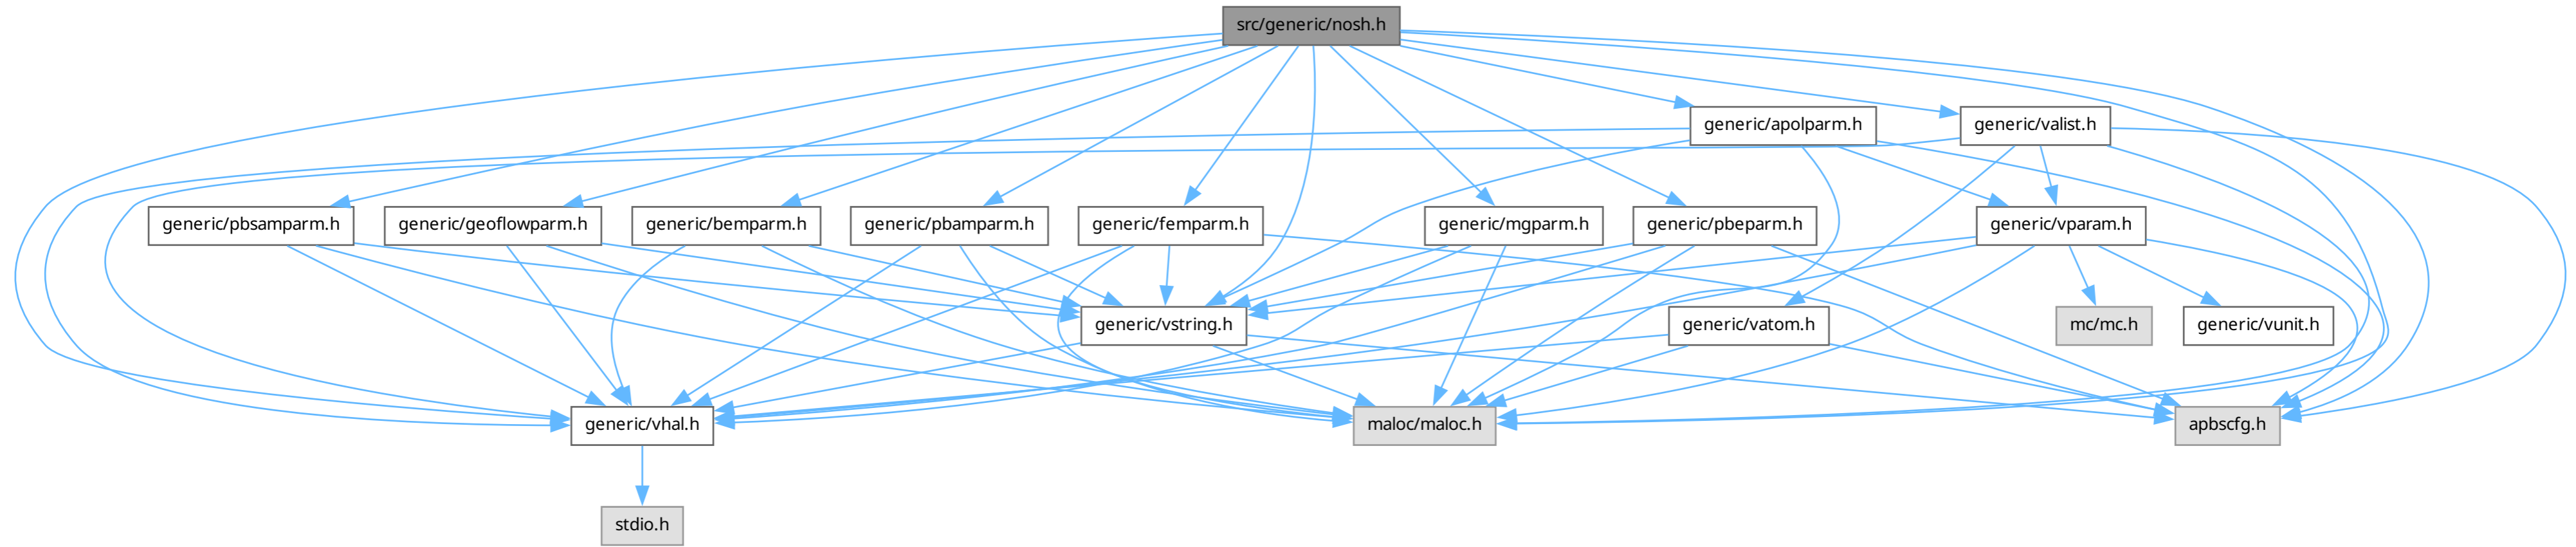 src/generic/nosh.h
generic/apolparm.h
generic/valist.h
generic/pbsamparm.h
generic/geoflowparm.h
generic/bemparm.h
generic/pbamparm.h
generic/femparm.h
generic/mgparm.h
generic/pbeparm.h
generic/vparam.h
generic/vstring.h
generic/vatom.h
mc/mc.h
generic/vunit.h
generic/vhal.h
maloc/maloc.h
apbscfg.h
stdio.h